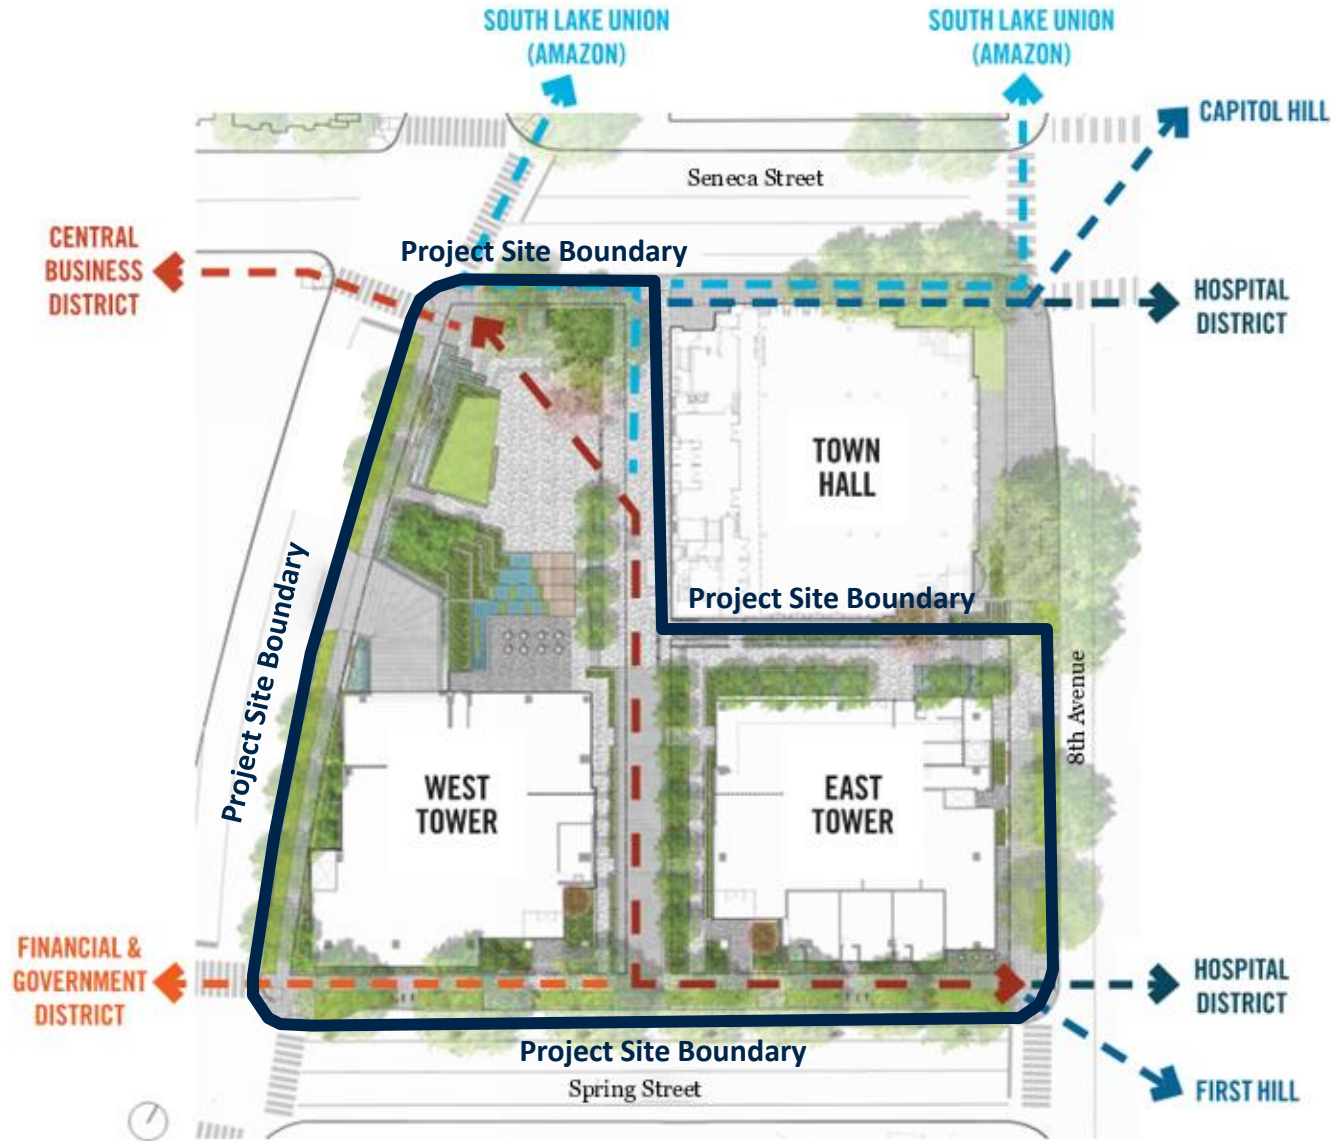 SOUTH LAKE UNION
(AMAZON)
SOUTH LAKE UNION
(AMAZON)
CAPITOL HILL
Seneca Street
CENTRAL
BUSINESS
DISTRICT
Project Site Boundary
HOSPITAL
DISTRICT
TOWN
HALL
Project Site Boundary
Project Site Boundary
8th Avenue
WEST
TOWER
EAST
TOWER
FINANCIAL &
GOVERNMENT
DISTRICT
HOSPITAL
DISTRICT
Project Site Boundary
Spring Street
FIRST HILL